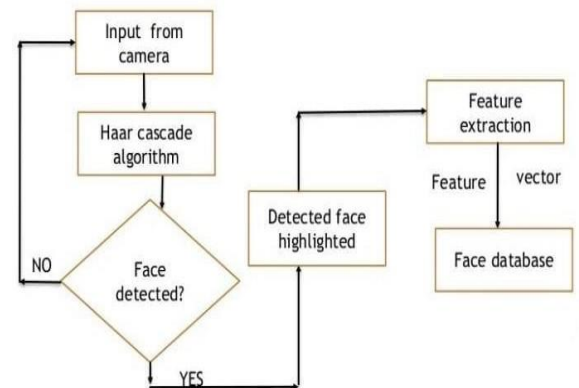 Input from
camera
Haar cascade
algorithm
Face
detected?
NO
YES
Detected face
highlighted
Feature
extraction
Feature vector
Face database